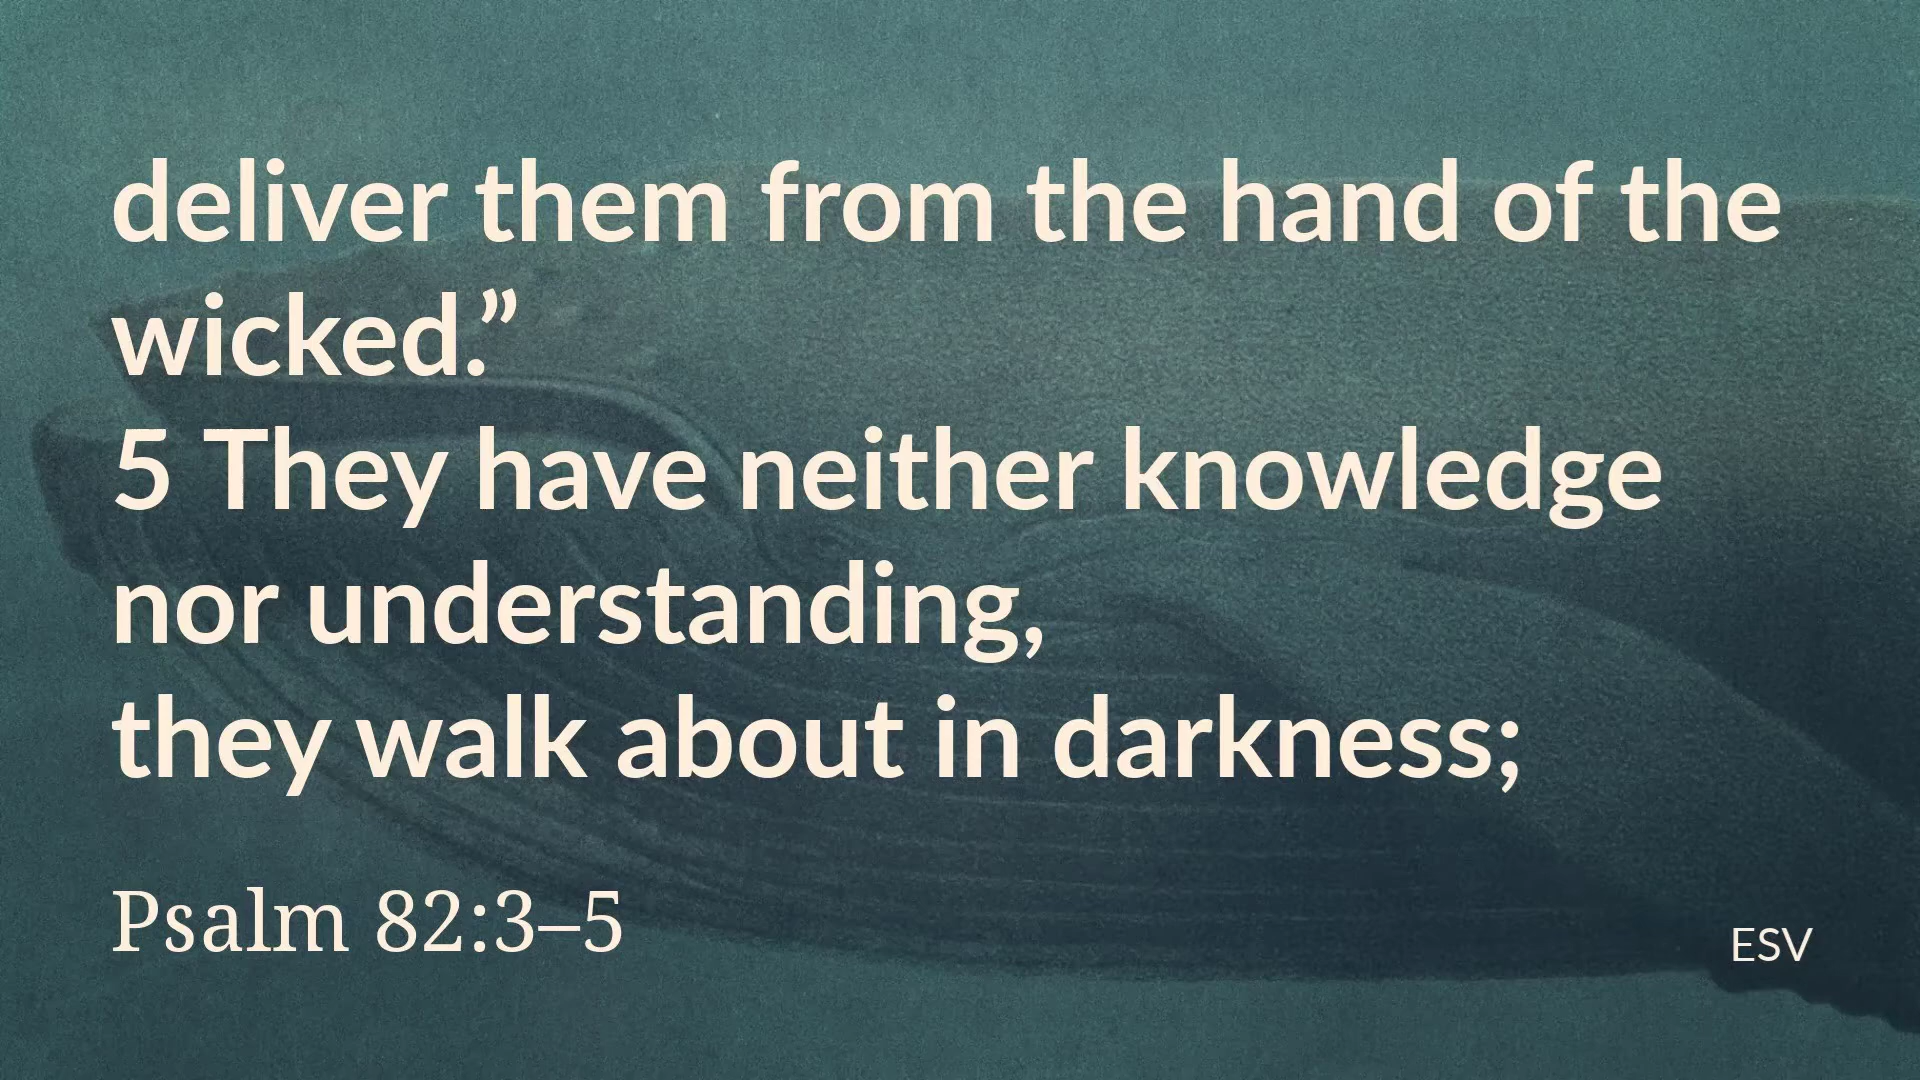 deliver them from the hand of the
wicked.”
5 They have neither knowledge
nor understanding,
they walk about in darkness;
Psalm 82:3–5
ESV